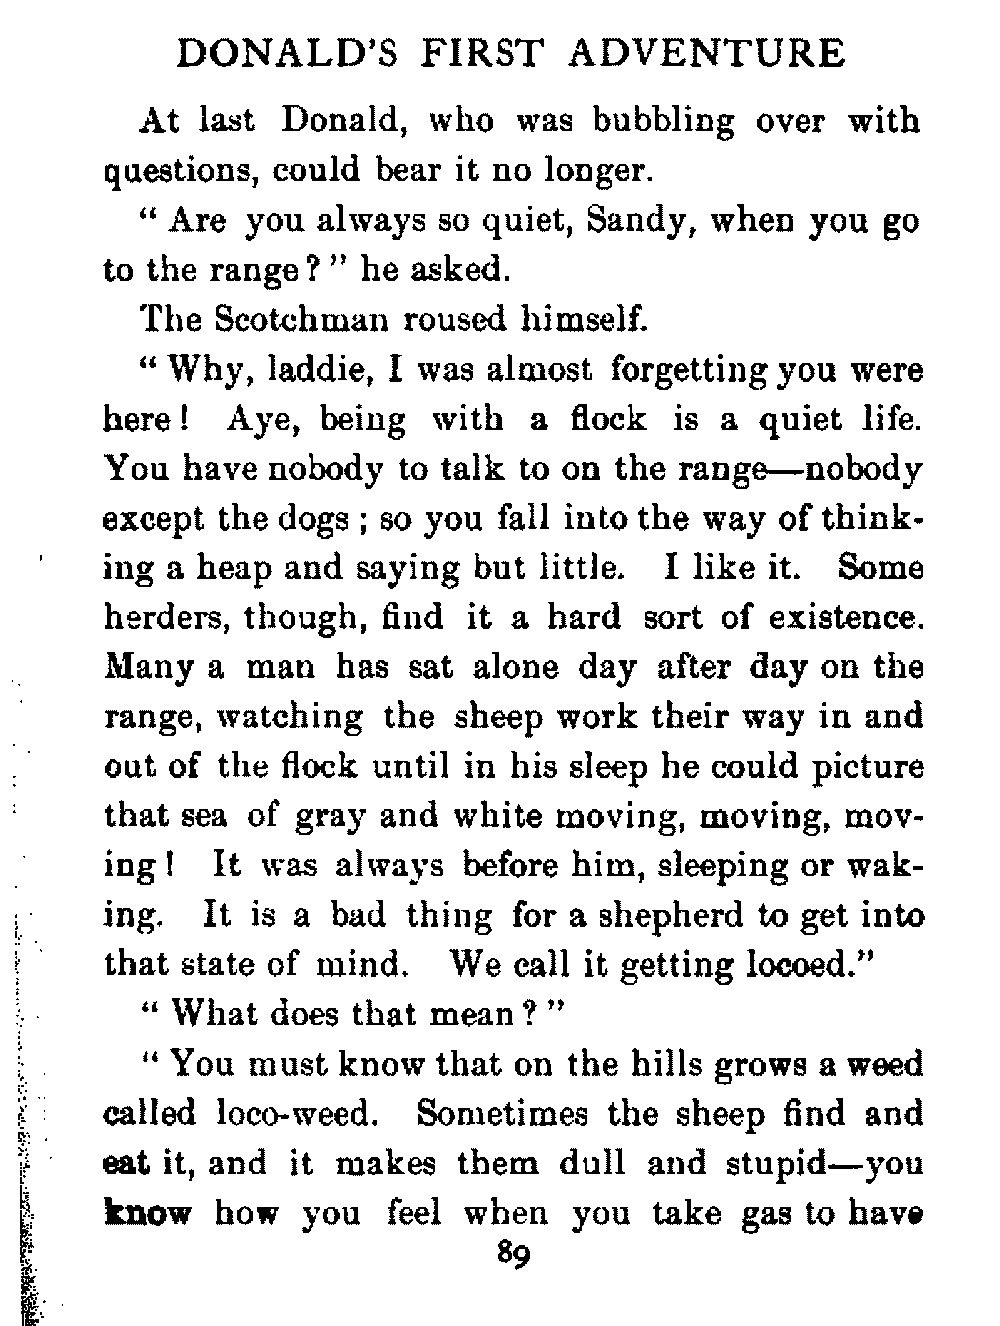 DONALD'S FIRST ADVENTURE
At last Donald, who was bubbling over with
questions, could bear it no longer.
“ Are you always so quiet, Sandy, when you go
to the range ? ” he asked.
The Scotchman roused himself.
“ Why, laddie, I was almost forgetting you were
here ! Aye, being with a flock is a quiet life.
You have nobody to talk to on the range—nobody
except the dogs ; so you fall into the way of think-
ing a heap and saying but little. I like it. Some
herders, though, find it a hard sort of existence.
Many a man has sat alone day after day on the
range, watching the sheep work their way in and
out of the flock until in his sleep he could picture
that sea of gray and white moving, moving, mov-
ing ! It was always before him, sleeping or wak-
ing. It is a bad thing for a shepherd to get into
that state of mind. We call it getting locoed.”
“ What does that mean ? ”
“ You must know that on the hills grows a weed
called loco-weed. Sometimes the sheep find and
eat it, and it makes them dull and stupid—you
know how you feel when you take gas to have
89